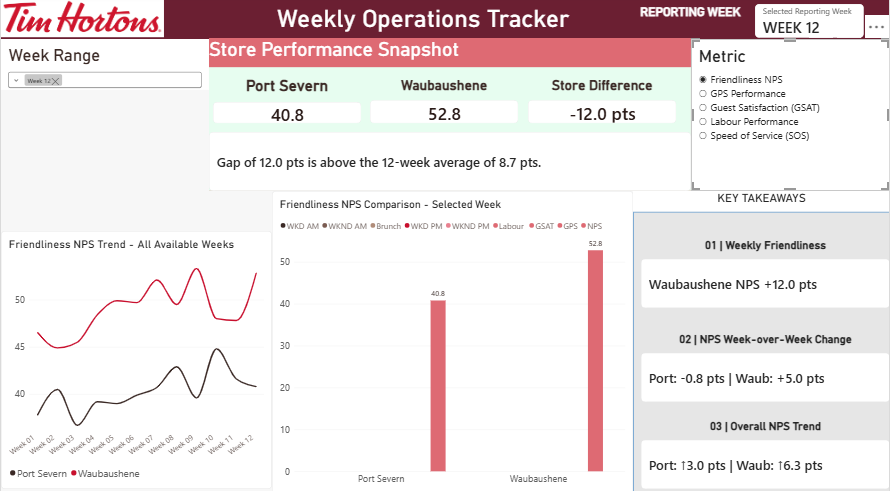 Tim Hortons.
Weekly Operations Tracker
REPORTING WEEK
Selected Reporting Week
WEEK 12
Week Range
Week 12
Store Performance Snapshot
Port Severn
Waubaushene
Store Difference
40.8
52.8
-12.0 pts
Gap of 12.0 pts is above the 12-week average of 8.7 pts.
Metric
Friendliness NPS
GPS Performance
Guest Satisfaction (GSAT)
Labour Performance
Speed of Service (SOS)
Friendliness NPS Trend - All Available Weeks
50
45
40
Week 01
Week 02
Week 03
Week 04
Week 05
Week 06
Week 07
Week 08
Week 09
Week 10
Week 11
Week 12
Port Severn
Waubaushene
Friendliness NPS Comparison - Selected Week
WKD AM
WKND AM
Brunch
WKD PM
WKND PM
Labour
GSAT
GPS
NPS
50
40
30
20
10
0
40.8
52.8
Port Severn
Waubaushene
KEY TAKEAWAYS
01 | Weekly Friendliness
Waubaushene NPS +12.0 pts
02 | NPS Week-over-Week Change
Port: -0.8 pts | Waub: +5.0 pts
03 | Overall NPS Trend
Port: ↑3.0 pts | Waub: ↑6.3 pts